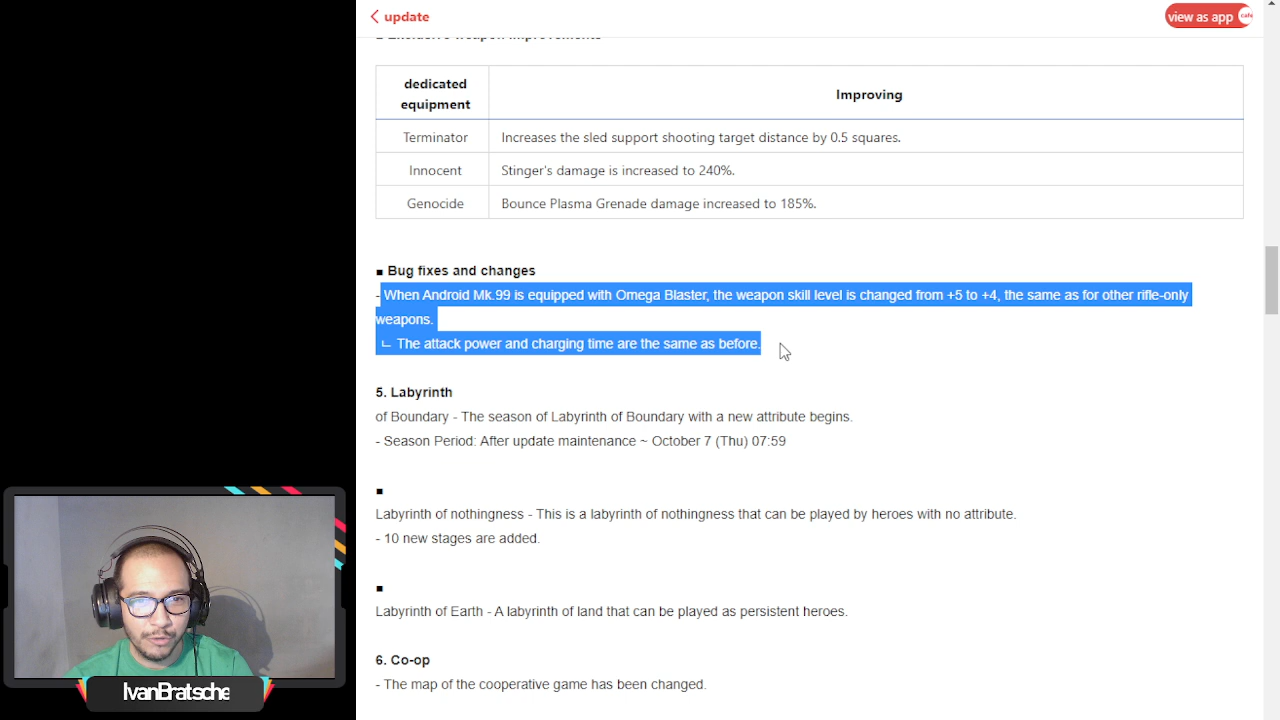 update
view as app
dedicated
equipment
Improving
Terminator
Increases the sled support shooting target distance by 0.5 squares.
Innocent
Stinger's damage is increased to 240%.
Genocide
Bounce Plasma Grenade damage increased to 185%.
■ Bug fixes and changes
- When Android Mk.99 is equipped with Omega Blaster, the weapon skill level is changed from +5 to +4, the same as for other rifle-only
weapons.
ㄴ The attack power and charging time are the same as before.
5. Labyrinth
of Boundary - The season of Labyrinth of Boundary with a new attribute begins.
- Season Period: After update maintenance ~ October 7 (Thu) 07:59
■
Labyrinth of nothingness - This is a labyrinth of nothingness that can be played by heroes with no attribute.
- 10 new stages are added.
■
Labyrinth of Earth - A labyrinth of land that can be played as persistent heroes.
6. Co-op
- The map of the cooperative game has been changed.
IvanBratsche